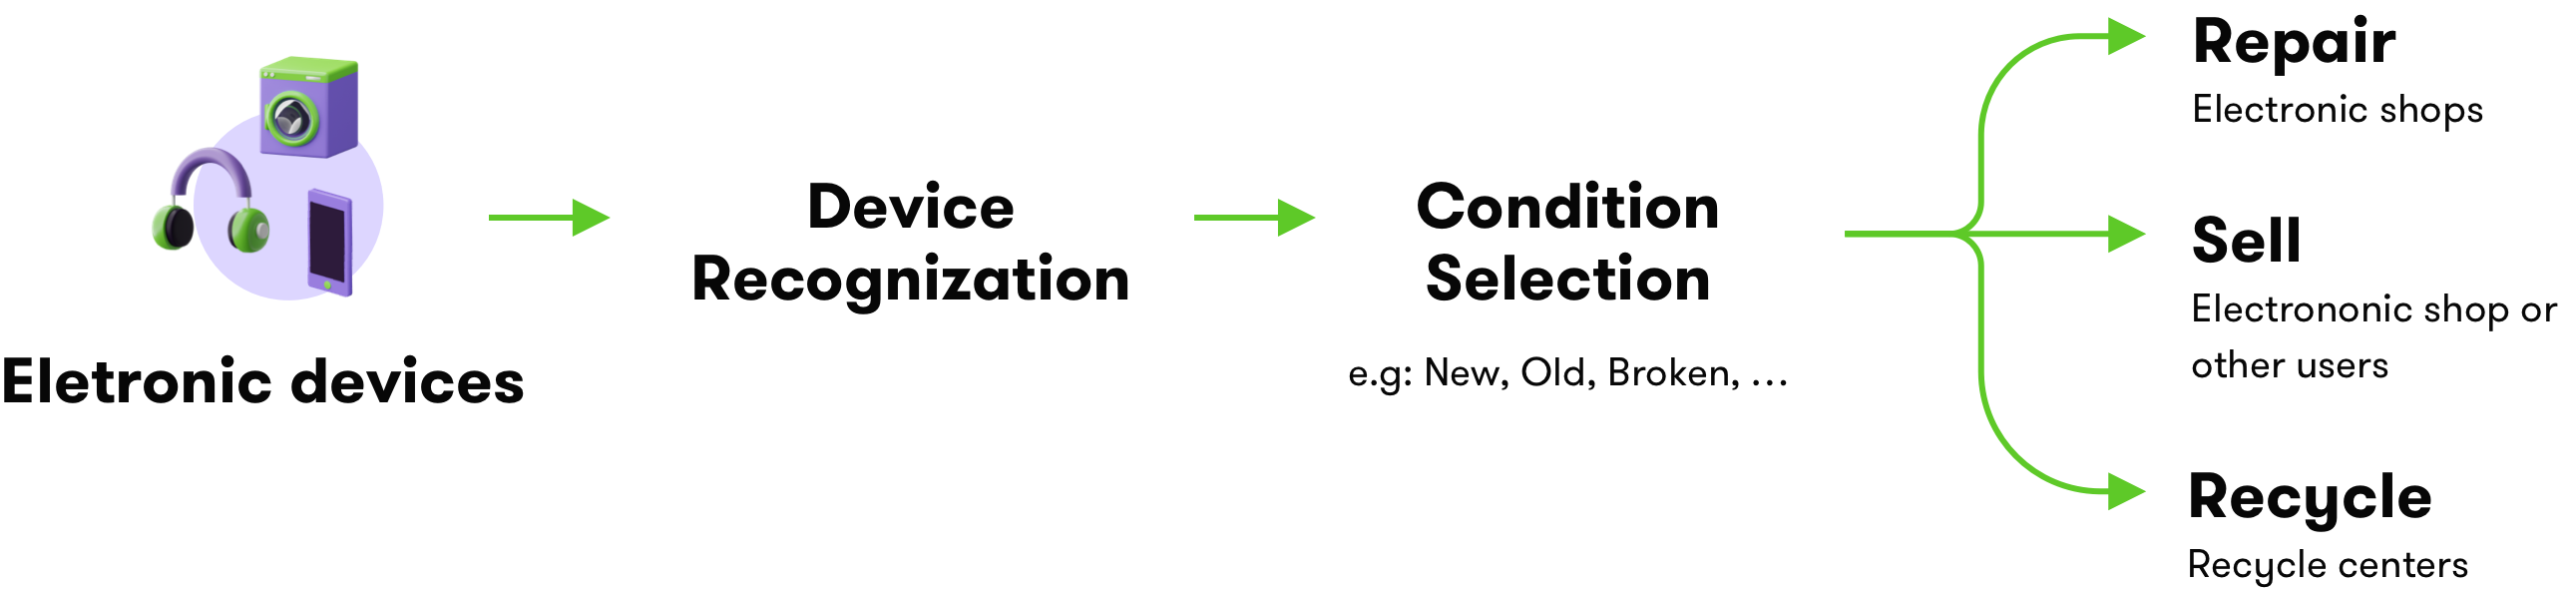 Eletronic devices
Device
Recognization
Condition
Selection
e.g: New, Old, Broken, ...
Repair
Electronic shops
Sell
Electrononic shop or
other users
Recycle
Recycle centers